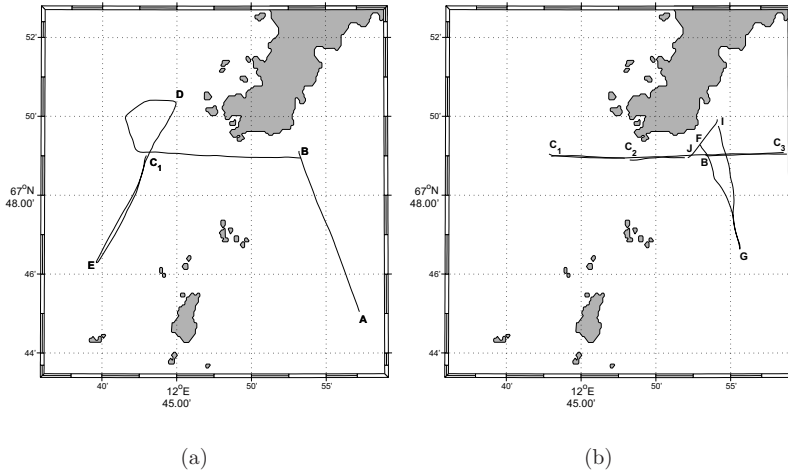 52'
50'
67°N
48.00'
46'
44'
40'
12°E
45.00'
50'
55'
D
B
C1
E
A
(a)
52'
50'
67°N
48.00'
46'
44'
40'
12°E
45.00'
50'
55'
I
F
C1
C2
J
B
C3
G
(b)